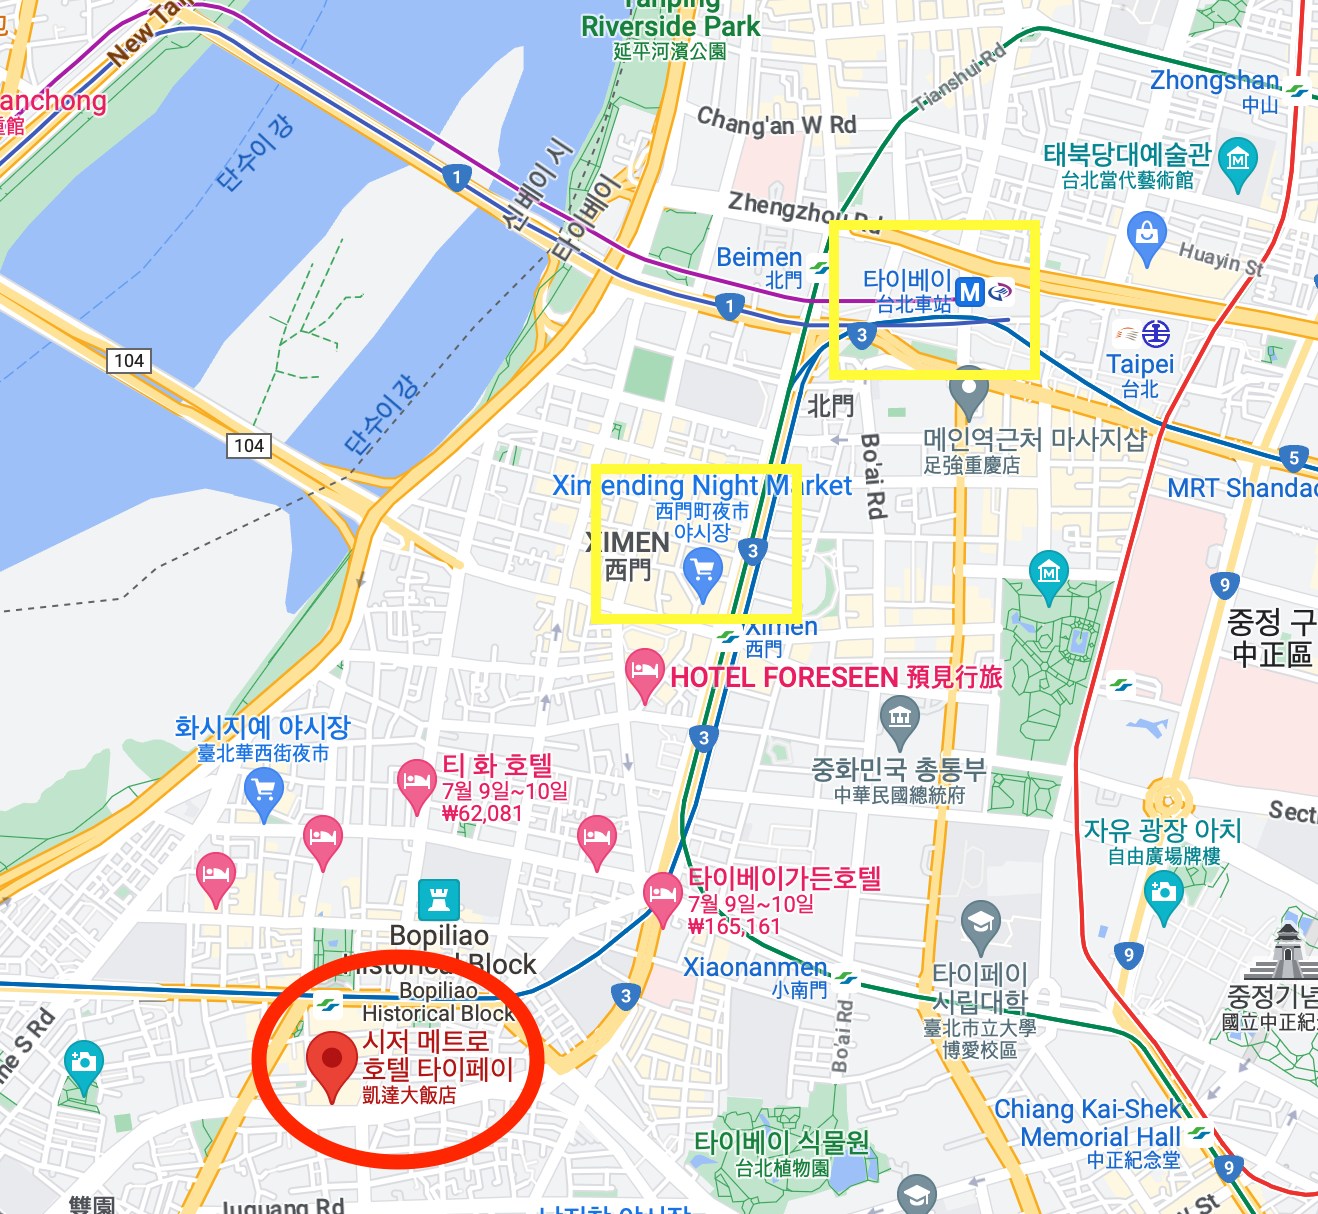 Riverside Park
延平河濱公園
New
Tianshui Rd
Zhongshan
中山
anchong
Chang'an W Rd
단수이 강
태북당대예술관
台北當代藝術館
1
신베이 시
타이베이
Zhengzhou Rd
Huayin St
Beimen
北門
타이베이
台北車站
M
1
3
Taipei
台北
104
北門
단수이 강
메인역근처 마사지샵
足強重慶店
104
Bo'ai Rd
5
Ximending Night Market
西門町夜市
야시장
XIMEN
西門
3
9
Ximen
西門
중정 구
中正區
HOTEL FORESEEN 預見行旅
화시지예 야시장
臺北華西街夜市
3
티 화 호텔
7월 9일~10일
₩62,081
중화민국 총통부
中華民國總統府
자유 광장 아치
自由廣場牌樓
타이베이가든호텔
7월 9일~10일
₩165,161
Bopiliao
Historical Block
Bopiliao
Historical Block
Xiaonanmen
小南門
3
9
타이페이
시립대학
臺北市立大學
博愛校區
중정기념
國立中正紀
Bo'ai Rd
시저 메트로
호텔 타이페이
凱達大飯店
Chiang Kai-Shek
Memorial Hall
中正紀念堂
타이베이 식물원
台北植物園
9
雙園
Juguang Rd
St